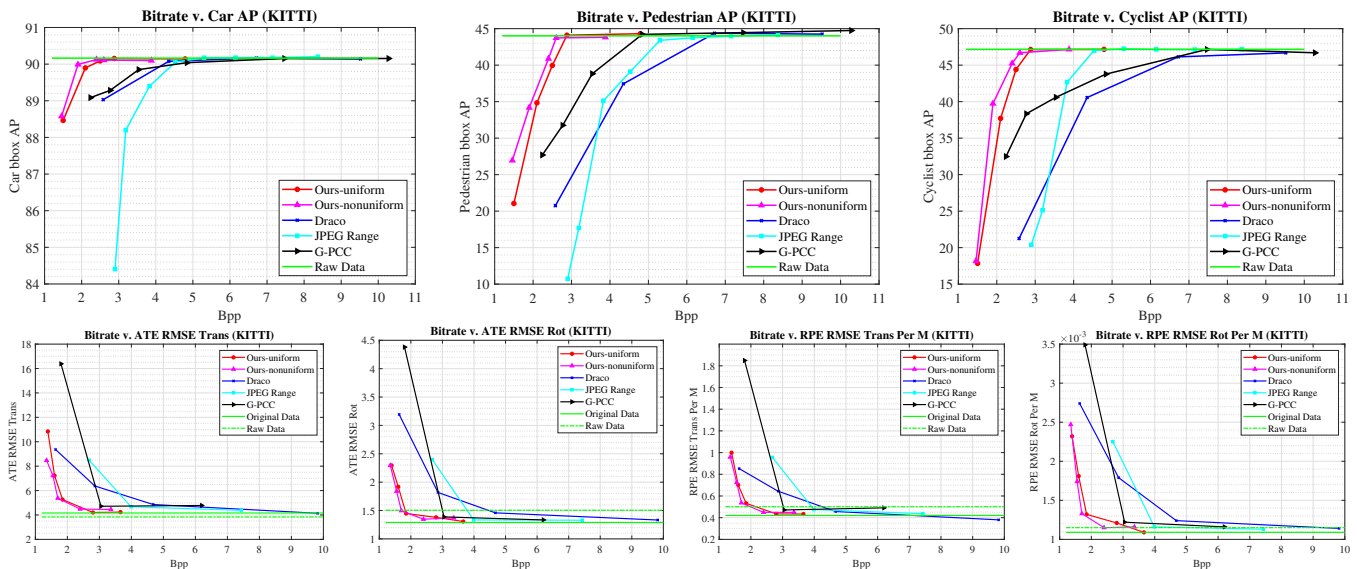 Bitrate v. Car AP (KITTI)
Car bbox AP
91
90
89
88
87
86
85
84
1 2 3 4 5 6 7 8 9 10 11
Bpp
Ours-uniform
Ours-nonuniform
Draco
JPEG Range
G-PCC
Raw Data
Bitrate v. Pedestrian AP (KITTI)
Pedestrian bbox AP
45
40
35
30
25
20
15
10
1 2 3 4 5 6 7 8 9 10 11
Bpp
Ours-uniform
Ours-nonuniform
Draco
JPEG Range
G-PCC
Raw Data
Bitrate v. Cyclist AP (KITTI)
Cyclist bbox AP
50
45
40
35
30
25
20
15
1 2 3 4 5 6 7 8 9 10 11
Bpp
Ours-uniform
Ours-nonuniform
Draco
JPEG Range
G-PCC
Raw Data
Bitrate v. ATE RMSE Trans (KITTI)
ATE RMSE Trans
18
16
14
12
10
8
6
4
2
1 2 3 4 5 6 7 8 9 10
Bpp
Ours-uniform
Ours-nonuniform
Draco
JPEG Range
G-PCC
Original Data
Raw Data
Bitrate v. ATE RMSE Rot (KITTI)
ATE RMSE Rot
4.5
4
3.5
3
2.5
2
1.5
1
1 2 3 4 5 6 7 8 9 10
Bpp
Ours-uniform
Ours-nonuniform
Draco
JPEG Range
G-PCC
Original Data
Raw Data
Bitrate v. RPE RMSE Trans Per M (KITTI)
RPE RMSE Trans Per M
1.8
1.6
1.4
1.2
1
0.8
0.6
0.4
0.2
1 2 3 4 5 6 7 8 9 10
Bpp
Ours-uniform
Ours-nonuniform
Draco
JPEG Range
G-PCC
Original Data
Raw Data
Bitrate v. RPE RMSE Rot Per M (KITTI)
×10⁻³
RPE RMSE Rot Per M
3.5
3
2.5
2
1.5
1
1 2 3 4 5 6 7 8 9 10
Bpp
Ours-uniform
Ours-nonuniform
Draco
JPEG Range
G-PCC
Original Data
Raw Data